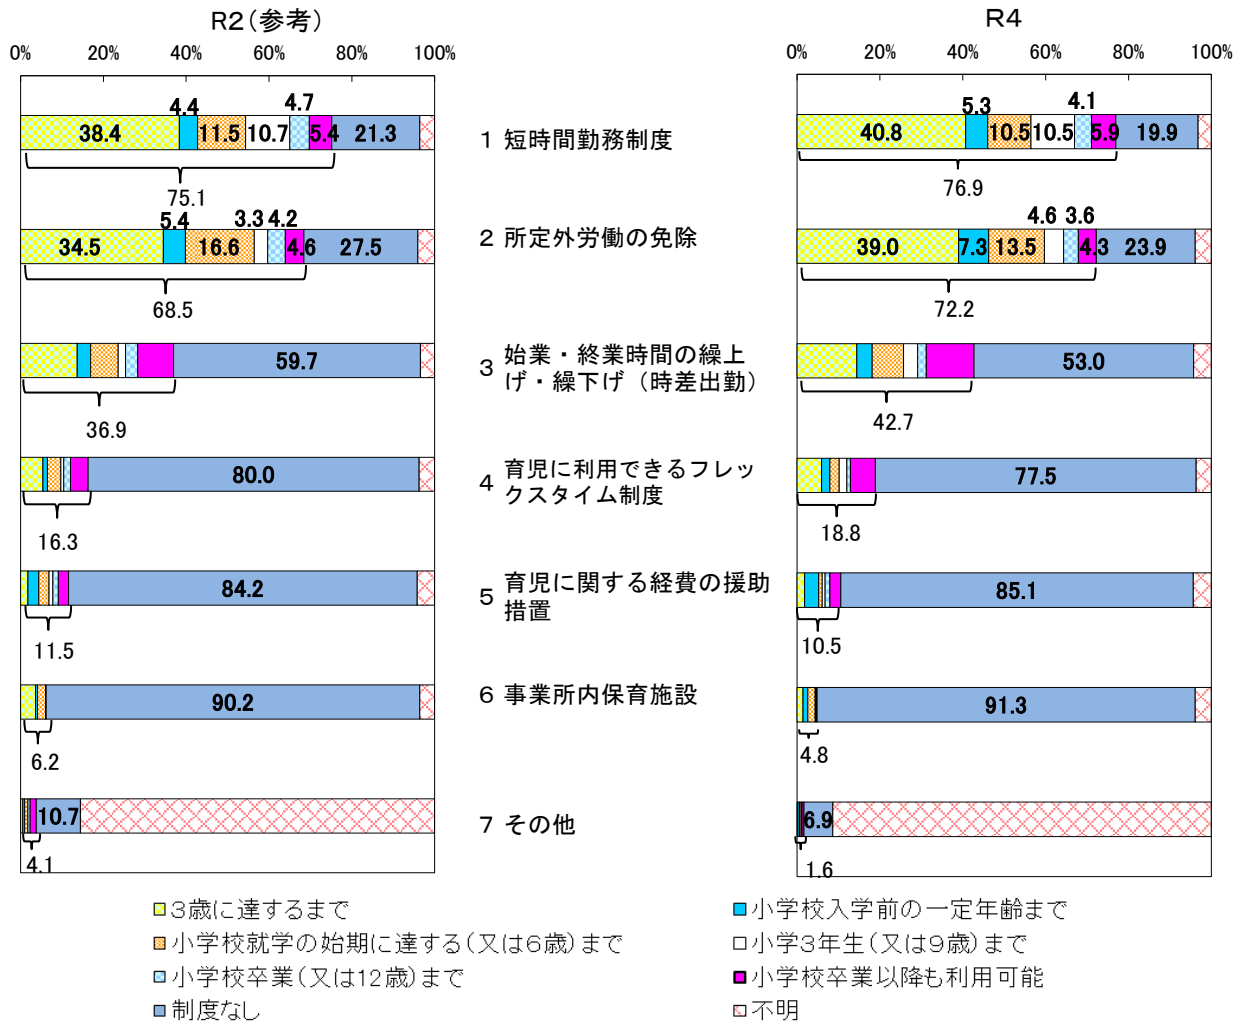 R2(参考)
R4
0% 20% 40% 60% 80% 100%
0% 20% 40% 60% 80% 100%
4.4 4.7
38.4 11.5 10.7 5.4 21.3
75.1
1 短時間勤務制度
5.3 4.1
40.8 10.5 10.5 5.9 19.9
76.9
5.4 3.3 4.2
34.5 16.6 4.6 27.5
68.5
2 所定外労働の免除
4.6 3.6
39.0 7.3 13.5 4.3 23.9
72.2
59.7
36.9
3 始業・終業時間の繰上
げ・繰下げ（時差出勤）
53.0
42.7
80.0
16.3
4 育児に利用できるフレッ
クスタイム制度
77.5
18.8
84.2
11.5
5 育児に関する経費の援助
措置
85.1
10.5
90.2
6.2
6 事業所内保育施設
91.3
4.8
10.7
4.1
7 その他
6.9
1.6
3歳に達するまで
小学校入学前の一定年齢まで
小学校就学の始期に達する(又は6歳)まで
小学3年生(又は9歳)まで
小学校卒業(又は12歳)まで
小学校卒業以降も利用可能
制度なし
不明